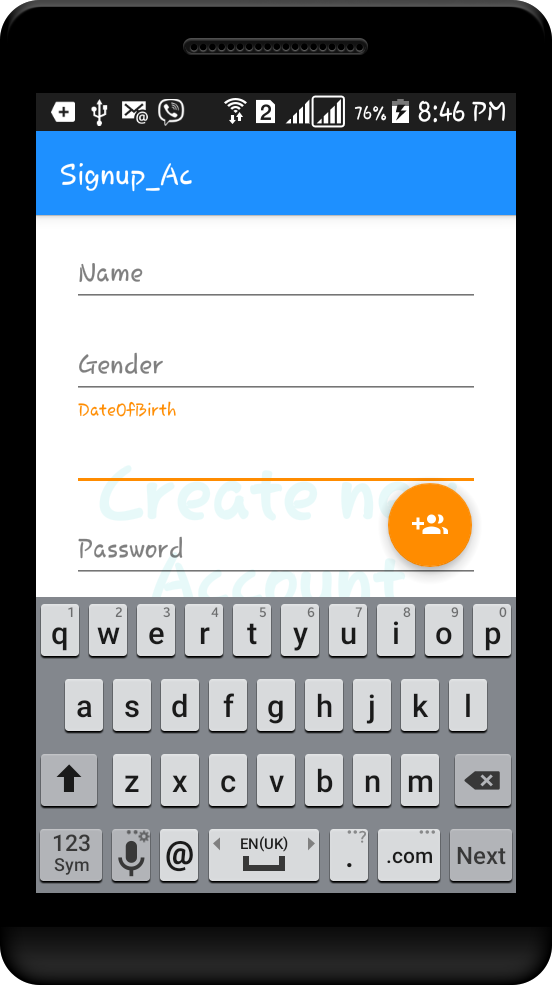 2 76% 8:46 PM
Signup_Ac
Name
Gender
DateOfBirth
Create new
Password
Account
1 2 3 4 5 6 7 8 9 0
q w e r t y u i o p
a s d f g h j k l
z x c v b n m
123 Sym @ EN(UK) . ? .com Next